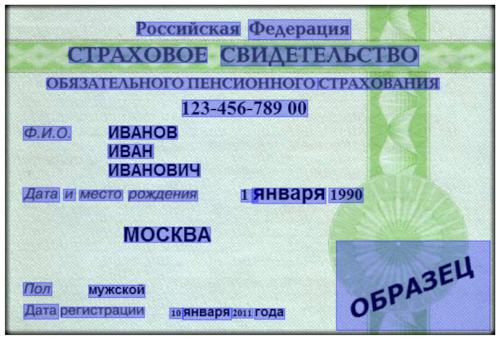 Российская Федерация
СТРАХОВОЕ СВИДЕТЕЛЬСТВО
ОБЯЗАТЕЛЬНОГО ПЕНСИОННОГО СТРАХОВАНИЯ
123-456-789 00
Ф.И.О. ИВАНОВ
ИВАН
ИВАНОВИЧ
Дата и место рождения 1 января 1990
МОСКВА
Пол мужской
Дата регистрации 10 января 2011 года
ОБРАЗЕЦ